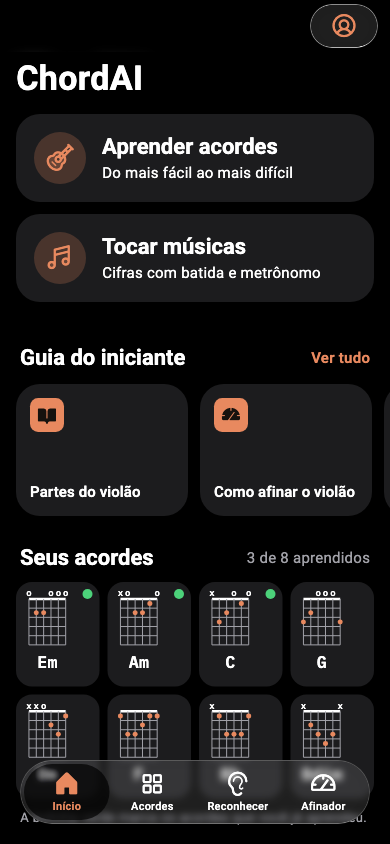 ChordAI
Aprender acordes
Do mais fácil ao mais difícil
Tocar músicas
Cifras com batida e metrônomo
Guia do iniciante
Ver tudo
Partes do violão
Como afinar o violão
Seus acordes
3 de 8 aprendidos
x o o o o
x o o
x o o
o o o
Em
Am
C
G
x x o
x
x x
Início
Acordes
Reconhecer
Afinador